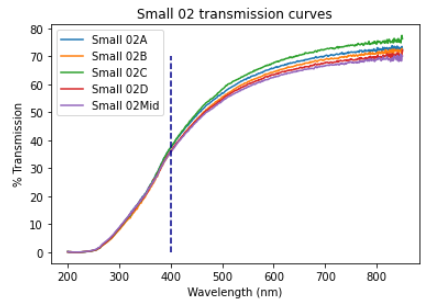 Small 02 transmission curves
% Transmission
80
70
60
50
40
30
20
10
0
Small 02A
Small 02B
Small 02C
Small 02D
Small 02Mid
200 300 400 500 600 700 800
Wavelength (nm)